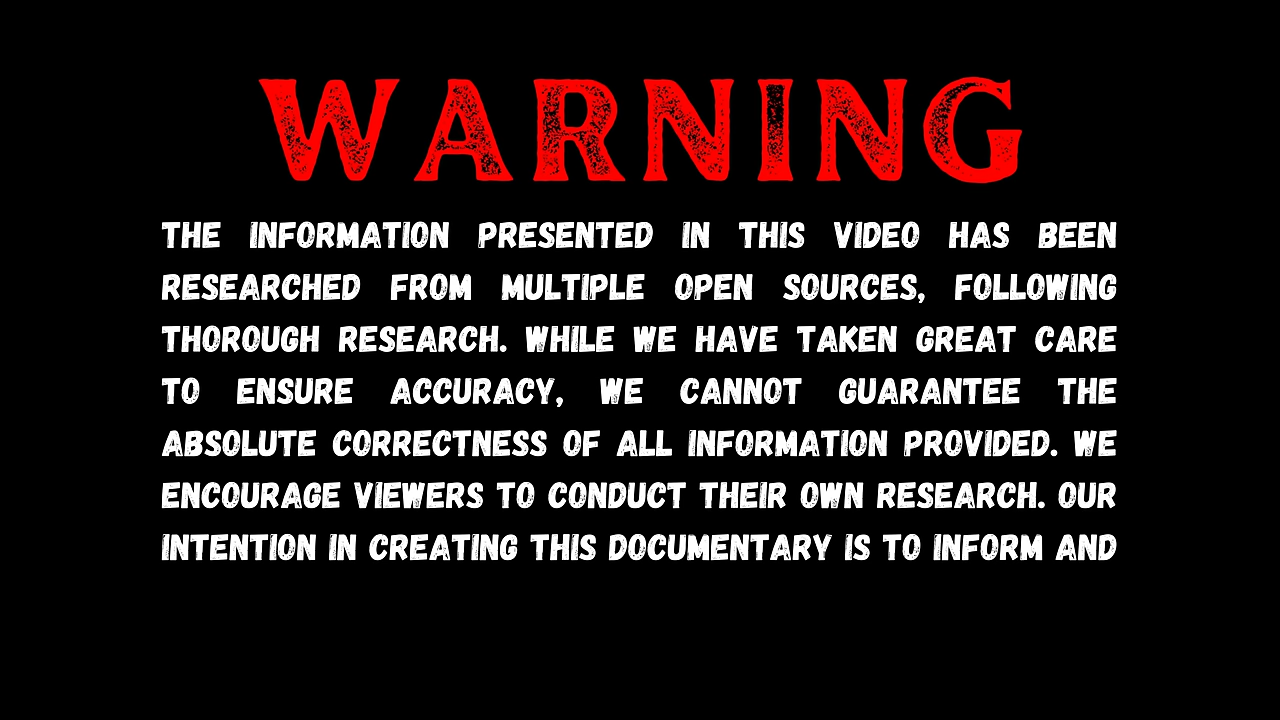 WARNING
THE INFORMATION PRESENTED IN THIS VIDEO HAS BEEN
RESEARCHED FROM MULTIPLE OPEN SOURCES, FOLLOWING
THOROUGH RESEARCH. WHILE WE HAVE TAKEN GREAT CARE
TO ENSURE ACCURACY, WE CANNOT GUARANTEE THE
ABSOLUTE CORRECTNESS OF ALL INFORMATION PROVIDED. WE
ENCOURAGE VIEWERS TO CONDUCT THEIR OWN RESEARCH. OUR
INTENTION IN CREATING THIS DOCUMENTARY IS TO INFORM AND